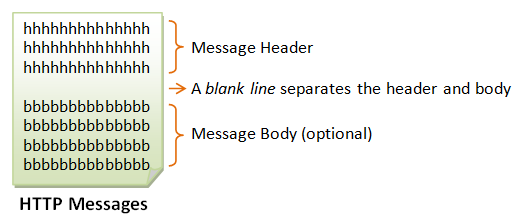 hhhhhhhhhhhhhh
hhhhhhhhhhhhhh
hhhhhhhhhhhhhh
Message Header
A blank line separates the header and body
bbbbbbbbbbbbbb
bbbbbbbbbbbbbb
bbbbbbbbbbbbbb
bbbbbbbbbbbbbb
Message Body (optional)
HTTP Messages